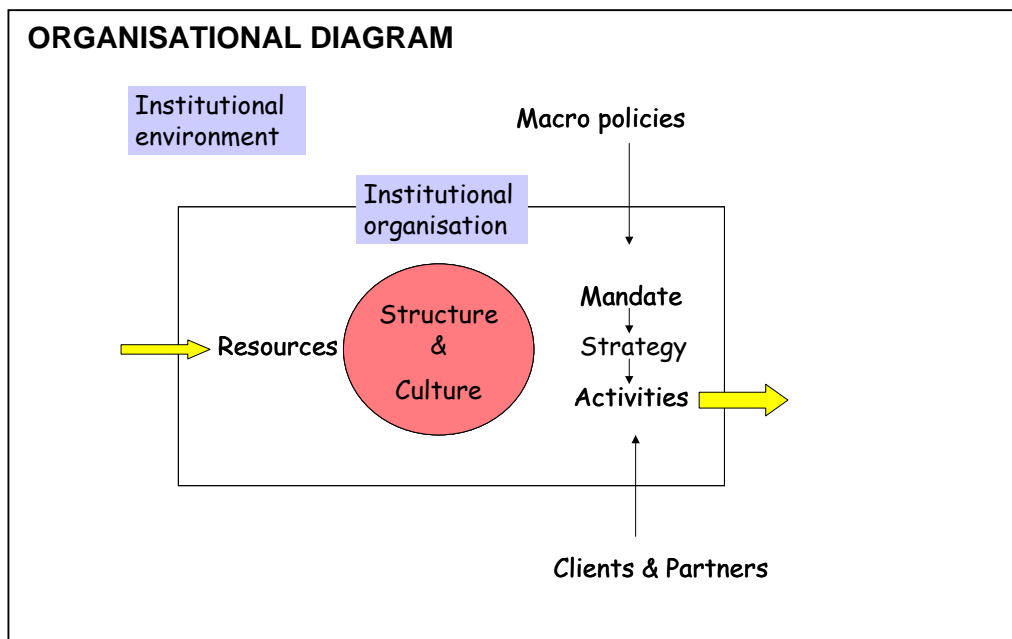 ORGANISATIONAL DIAGRAM
Institutional
environment
Macro policies
Institutional
organisation
Mandate
Structure
&
Culture
Resources
Strategy
Activities
Clients & Partners